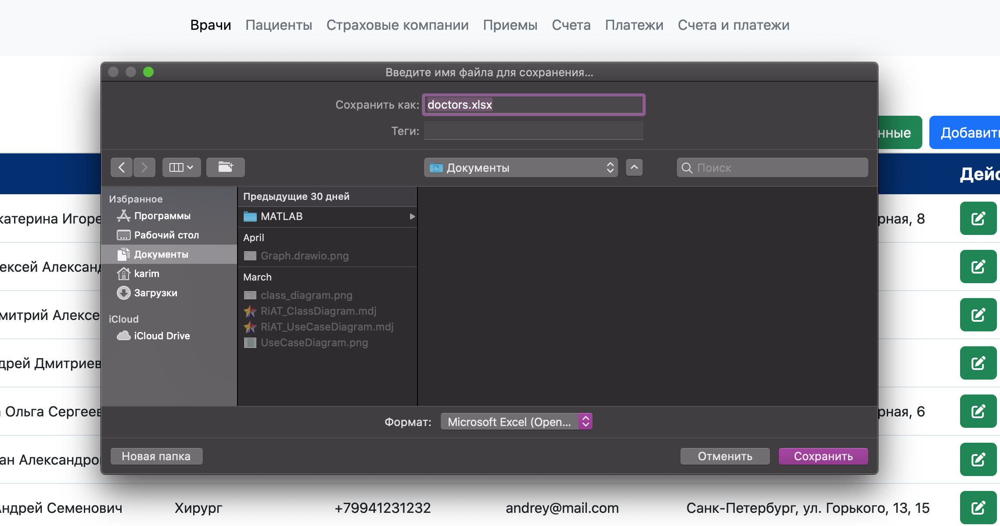 Врачи Пациенты Страховые компании Приемы Счета Платежи Счета и платежи
Введите имя файла для сохранения...
Сохранить как: doctors.xlsx
Теги:
нные Добавить
Документы Поиск
Дейс
Избранное
Программы
Рабочий стол
Документы
karim
Загрузки
iCloud
iCloud Drive
Предыдущие 30 дней
MATLAB
April
Graph.drawio.png
March
class_diagram.png
RiAT_ClassDiagram.mdj
RiAT_UseCaseDiagram.mdj
UseCaseDiagram.png
катерина Игоре рная, 8
ексей Александ
митрий Алексе
дрей Дмитриев
Ольга Сергеев рная, 6
ан Александро
Формат: Microsoft Excel (Open...
Новая папка Отменить Сохранить
Андрей Семенович Хирург +79941231232 andrey@mail.com Санк-Петербург, ул. Горького, 13, 15